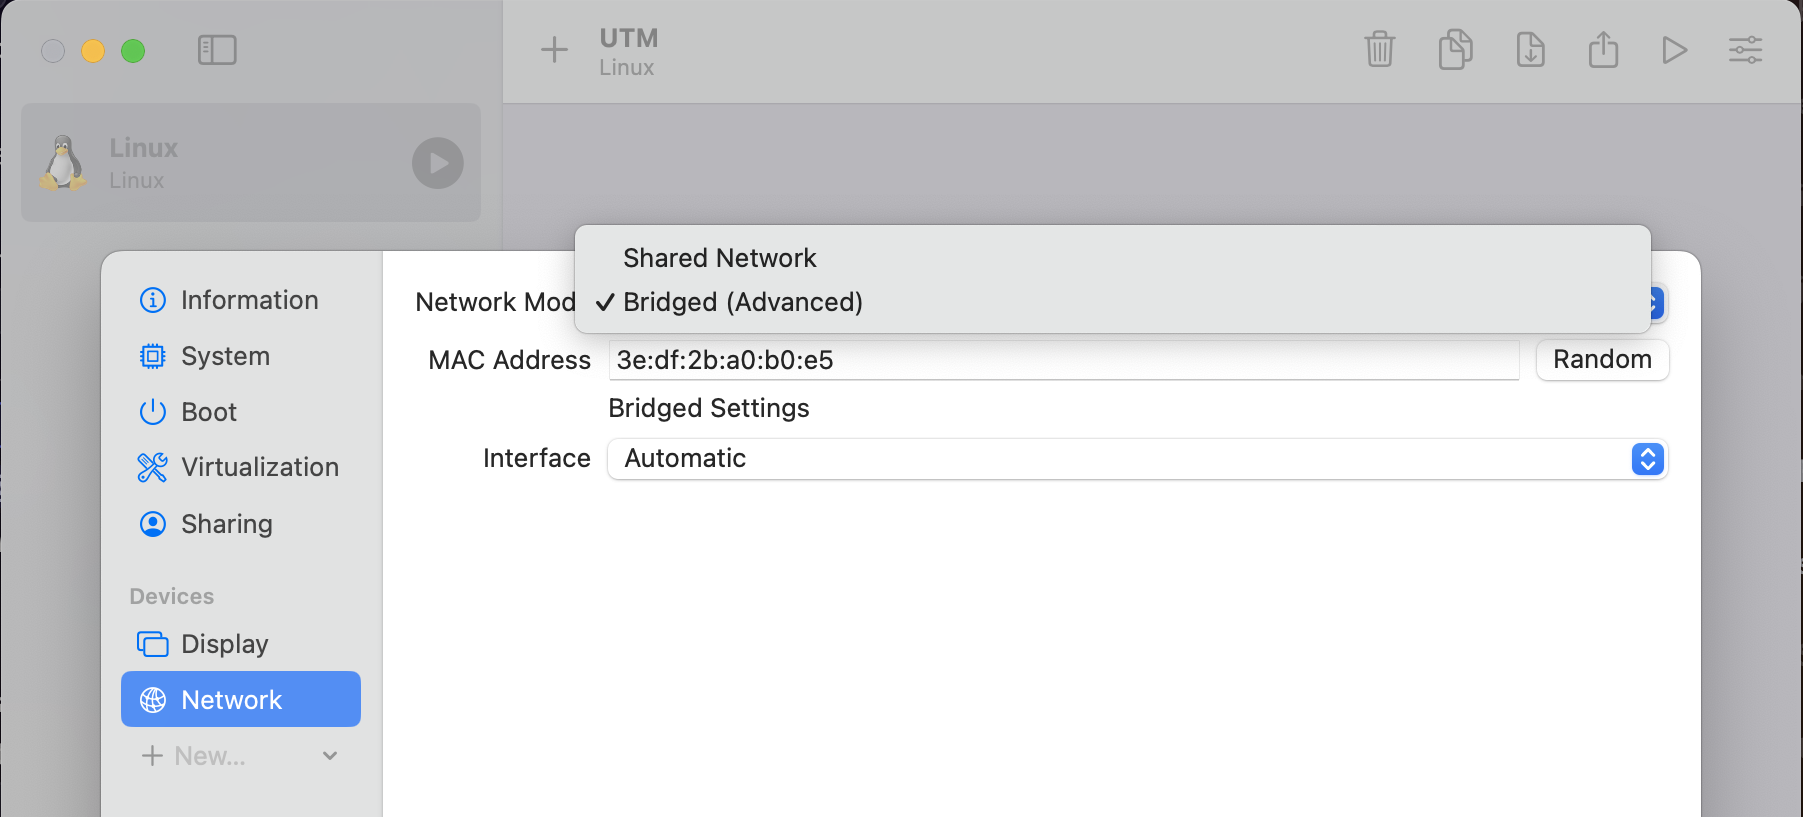 UTM
Linux
Linux
Linux
Shared Network
Network Mod
Bridged (Advanced)
MAC Address
3e:df:2b:a0:b0:e5
Random
Bridged Settings
Interface
Automatic
Information
System
Boot
Virtualization
Sharing
Devices
Display
Network
New...